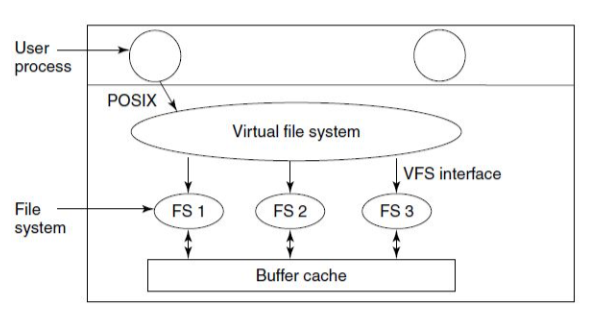 User
process
POSIX
Virtual file system
VFS interface
File
system
FS 1
FS 2
FS 3
Buffer cache